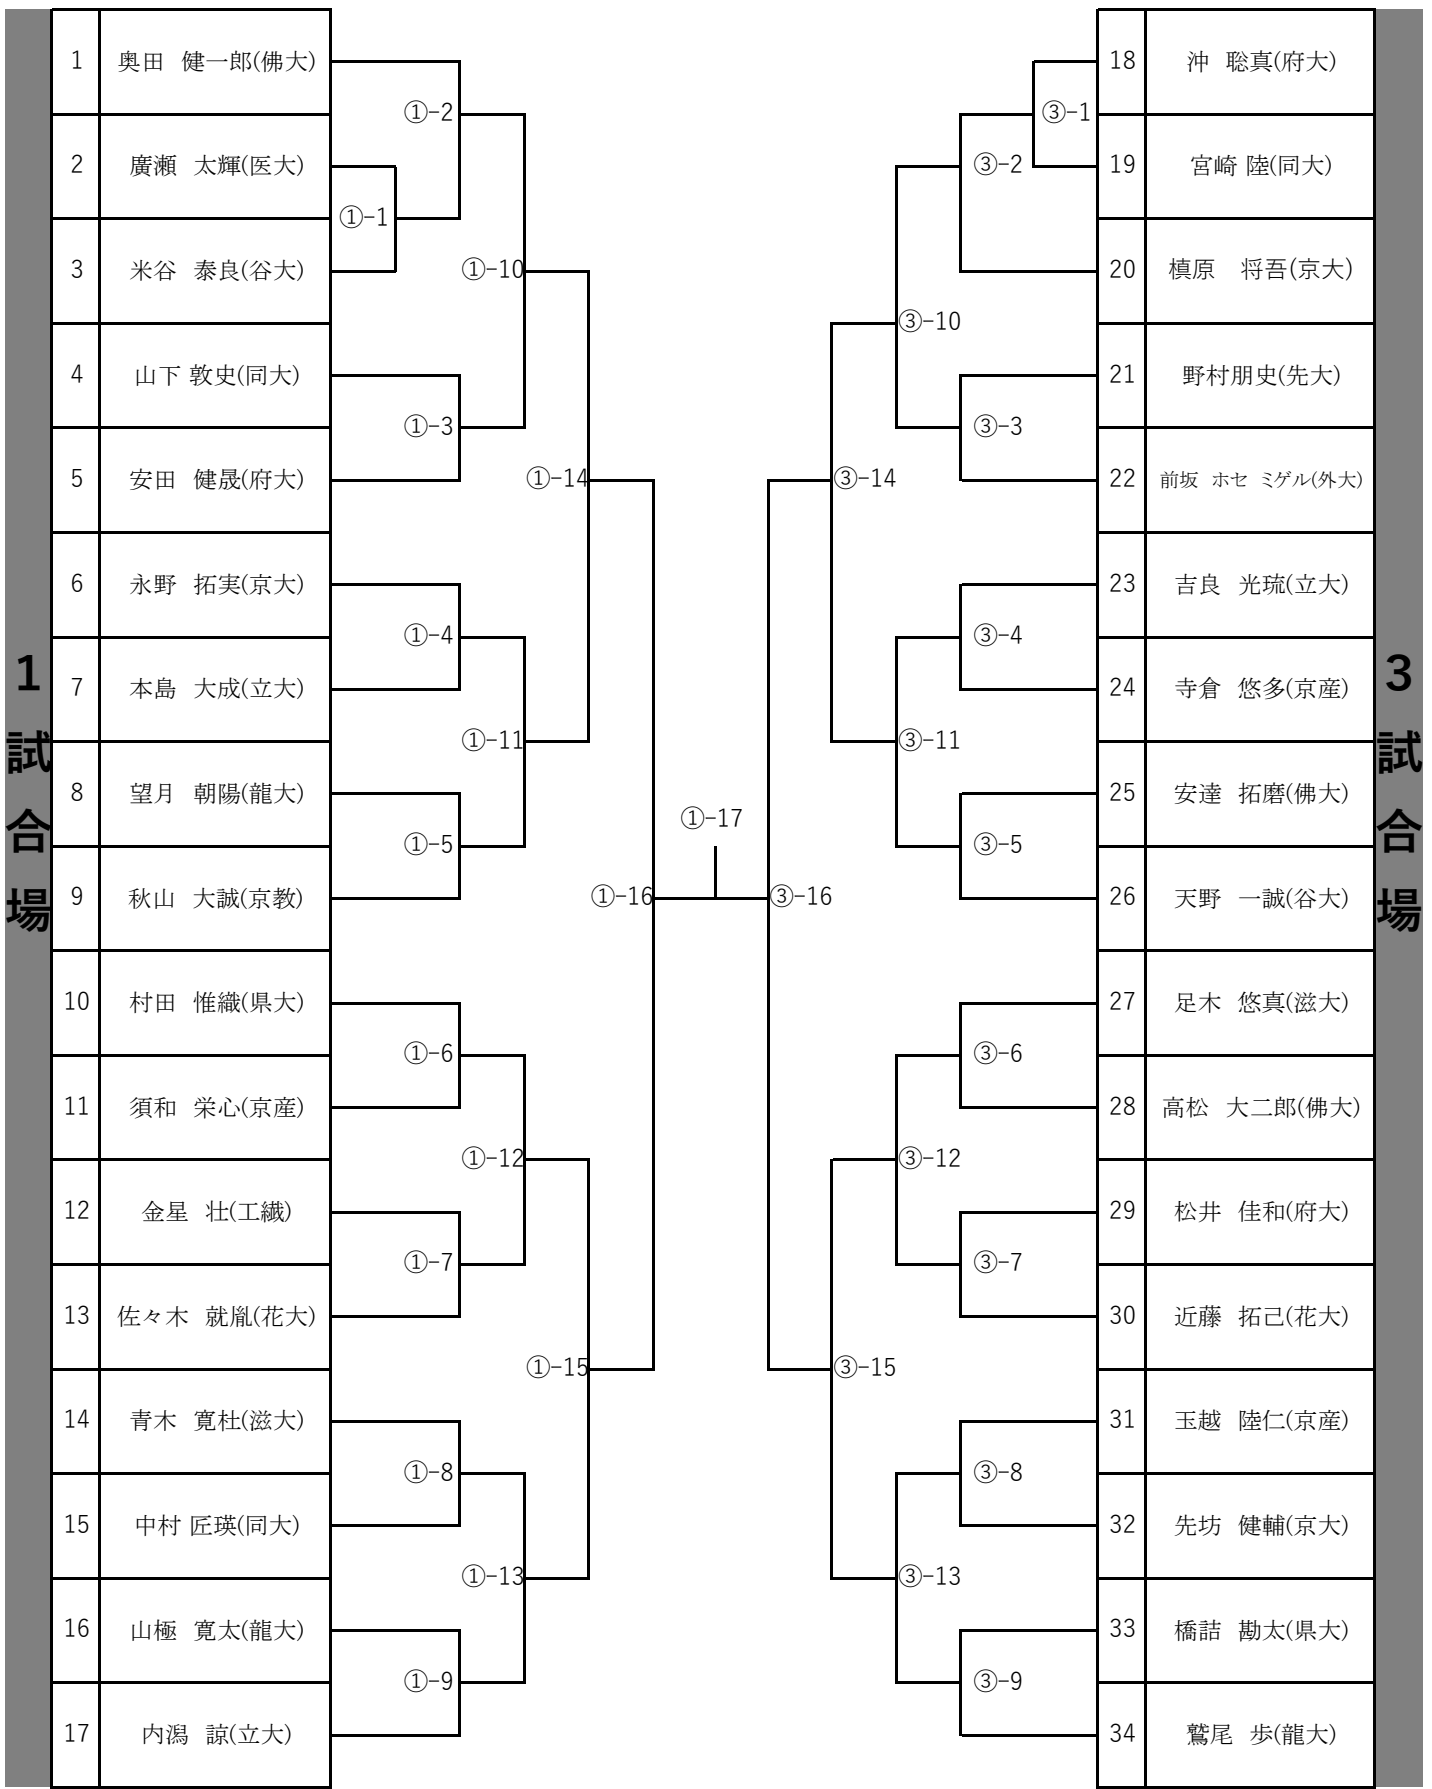 1 奥田 健一郎(佛大)
2 廣瀬 太輝(医大)
3 米谷 泰良(谷大)
4 山下 敦史(同大)
5 安田 健晟(府大)
6 永野 拓実(京大)
7 本島 大成(立大)
8 望月 朝陽(龍大)
9 秋山 大誠(京教)
10 村田 惟織(県大)
11 須和 栄心(京産)
12 金星 壮(工繊)
13 佐々木 就胤(花大)
14 青木 寛杜(滋大)
15 中村 匠瑛(同大)
16 山極 寛太(龍大)
17 内潟 諒(立大)
1試合場
①-1
①-2
①-3
①-4
①-5
①-6
①-7
①-8
①-9
①-10
①-11
①-12
①-13
①-14
①-15
①-16
①-17
③-16
③-14
③-15
③-10
③-11
③-12
③-13
③-1
③-2
③-3
③-4
③-5
③-6
③-7
③-8
③-9
18 沖 聡真(府大)
19 宮崎 陸(同大)
20 槙原 将吾(京大)
21 野村朋史(先大)
22 前坂 ホセ ミゲル(外大)
23 吉良 光琉(立大)
24 寺倉 悠多(京産)
25 安達 拓磨(佛大)
26 天野 一誠(谷大)
27 足木 悠真(滋大)
28 高松 大二郎(佛大)
29 松井 佳和(府大)
30 近藤 拓己(花大)
31 玉越 陸仁(京産)
32 先坊 健輔(京大)
33 橋詰 勘太(県大)
34 鷲尾 歩(龍大)
3試合場